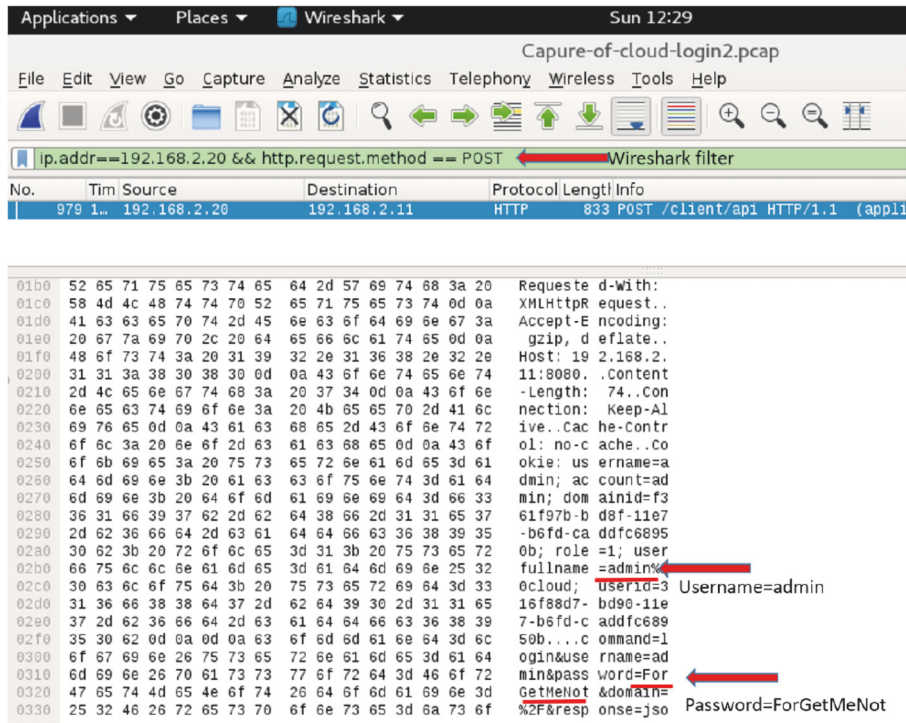 Applications ▾ Places ▾ Wireshark ▾ Sun 12:29
Capure-of-cloud-login2.pcap
File Edit View Go Capture Analyze Statistics Telephony Wireless Tools Help
ip.addr==192.168.2.20 && http.request.method == POST Wireshark filter
No. Tim Source Destination Protocol Length Info
979 1… 192.168.2.20 192.168.2.11 HTTP 833 POST /client/api HTTP/1.1 (appli
01b0 52 65 71 75 65 73 74 65 64 2d 57 69 74 68 3a 20 Requeste d-With:
01c0 58 4d 4c 48 74 74 70 52 65 71 75 65 73 74 0d 0a XMLHttpR equest..
01d0 41 63 63 65 70 74 2d 45 6e 63 6f 64 69 6e 67 3a Accept-E ncoding:
01e0 20 67 7a 69 70 2c 20 64 65 66 6c 61 74 65 0d 0a gzip, d eflate..
01f0 48 6f 73 74 3a 20 31 39 32 2e 31 36 38 2e 32 2e Host: 19 2.168.2.
0200 31 31 3a 38 30 38 30 0d 0a 43 6f 6e 74 65 6e 74 11:8080. .Content
0210 2d 4c 65 6e 67 74 68 3a 20 37 34 0d 0a 43 6f 6e -Length: 74..Con
0220 6e 65 63 74 69 6f 6e 3a 20 4b 65 65 70 2d 41 6c nection: Keep-Al
0230 69 76 65 0d 0a 43 61 63 68 65 2d 43 6f 6e 74 72 ive..Cac he-Contr
0240 6f 6c 3a 20 6e 6f 2d 63 61 63 68 65 0d 0a 43 6f ol: no-c ache..Co
0250 6f 6b 69 65 3a 20 75 73 65 72 6e 61 6d 65 3d 61 okie: us ername=a
0260 64 6d 69 6e 3b 20 61 63 63 6f 75 6e 74 3d 61 64 dmin; ac count=ad
0270 6d 69 6e 3b 20 64 6f 6d 61 69 6e 69 64 3d 66 33 min; dom ainid=f3
0280 36 31 66 39 37 62 2d 62 64 38 66 2d 31 31 65 37 61f97b-b d8f-11e7
0290 2d 62 36 66 64 2d 63 61 64 64 66 63 36 38 39 35 -b6fd-ca ddfc6895
02a0 30 62 3b 20 72 6f 6c 65 3d 31 3b 20 75 73 65 72 0b; role =1; user
02b0 66 75 6c 6c 6e 61 6d 65 3d 61 64 6d 69 6e 25 32 fullname =admin%
02c0 30 63 6c 6f 75 64 3b 20 75 73 65 72 69 64 3d 33 0cloud; userid=3
Username=admin
02d0 31 36 66 38 38 64 37 2d 62 64 39 30 2d 31 31 65 16f88d7- bd90-11e
02e0 37 2d 62 36 66 64 2d 63 61 64 64 66 63 36 38 39 7-b6fd-c addfc689
02f0 35 30 62 0d 0a 0d 0a 63 6f 6d 6d 61 6e 64 3d 6c 50b....c ommand=l
0300 6f 67 69 6e 26 75 73 65 72 6e 61 6d 65 3d 61 64 ogin&use rname=ad
0310 6d 69 6e 26 70 61 73 73 77 6f 72 64 3d 46 6f 72 min&pass word=For
0320 47 65 74 4d 65 4e 6f 74 26 64 6f 6d 61 69 6e 3d GetMeNot &domain=
Password=ForGetMeNot
0330 25 32 46 26 72 65 73 70 6f 6e 73 65 3d 6a 73 6f %2F&resp onse=jso